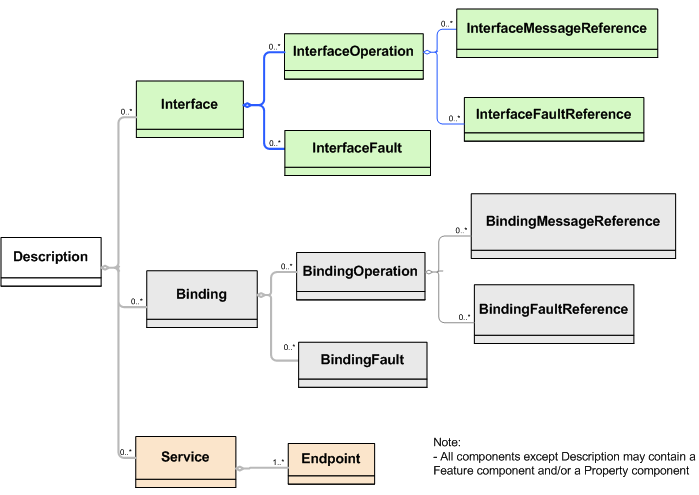 InterfaceMessageReference
0..*
InterfaceOperation
0..*
Interface
0..*
InterfaceFaultReference
0..*
InterfaceFault
0..*
Description
BindingMessageReference
0..*
BindingOperation
0..*
Binding
0..*
BindingFaultReference
0..*
BindingFault
0..*
Service
0..*
Endpoint
1..*
Note:
- All components except Description may contain a
Feature component and/or a Property component